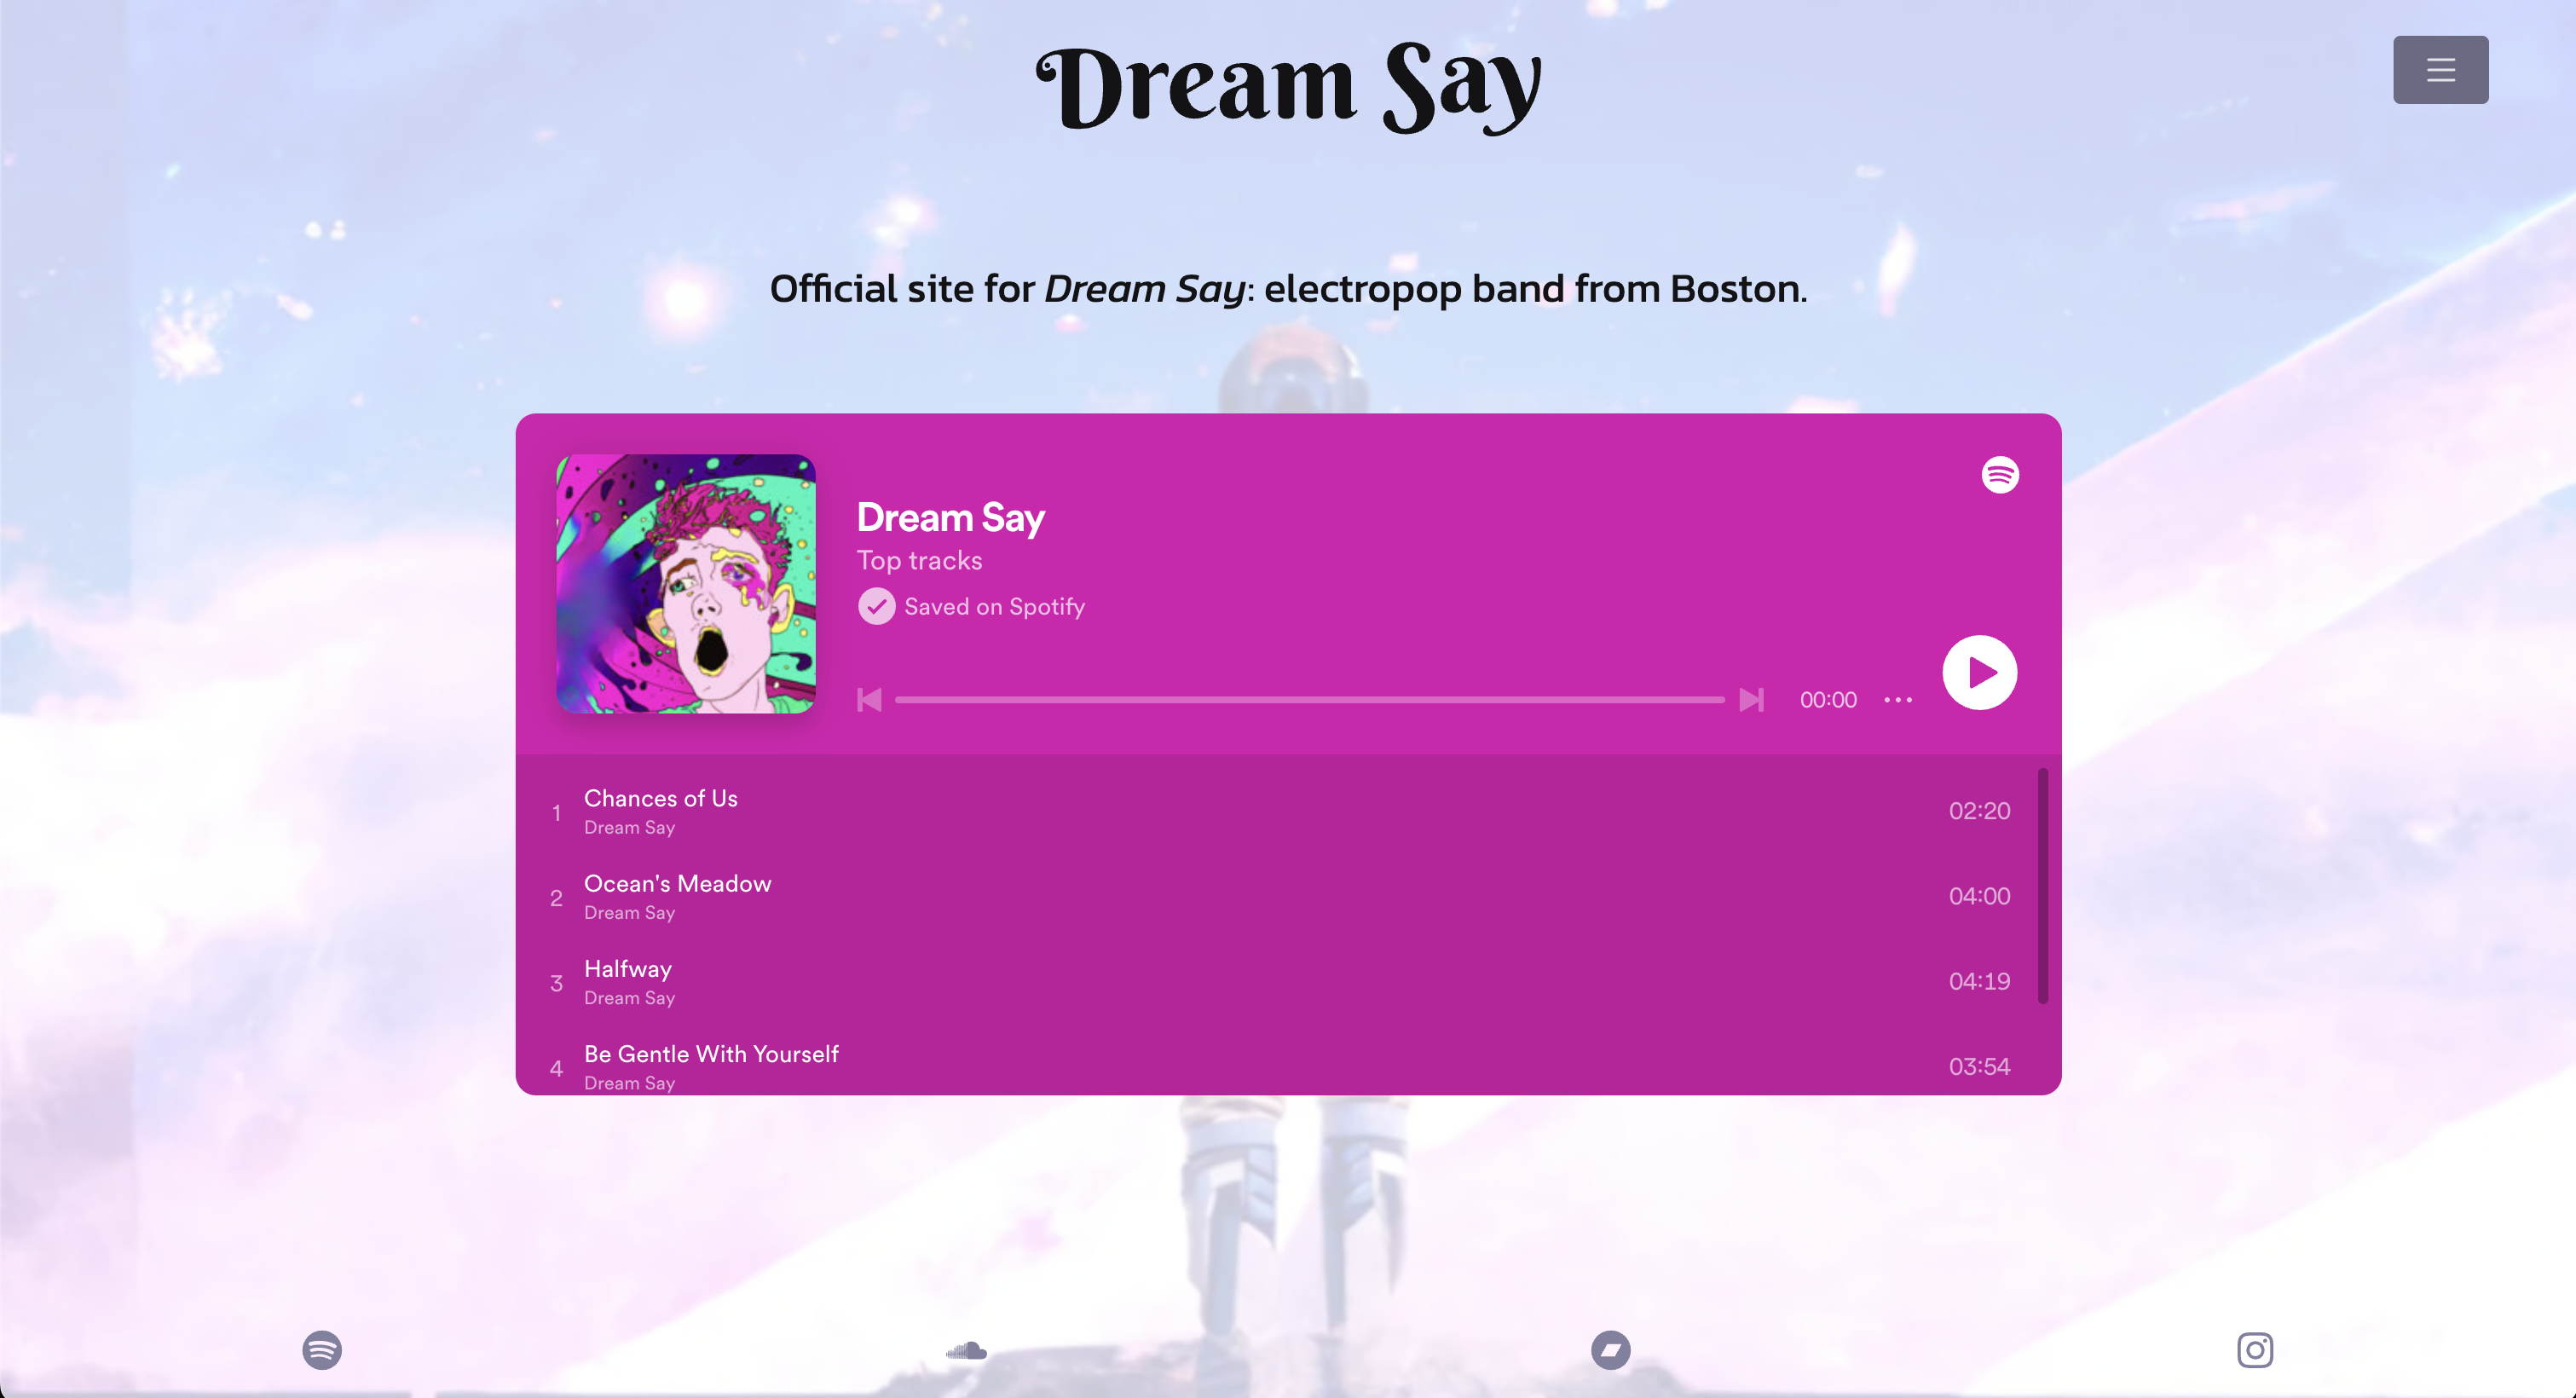 Dream Say
Official site for Dream Say: electropop band from Boston.
Dream Say
Top tracks
Saved on Spotify
00:00
1 Chances of Us 02:20
Dream Say
2 Ocean's Meadow 04:00
Dream Say
3 Halfway 04:19
Dream Say
4 Be Gentle With Yourself 03:54
Dream Say